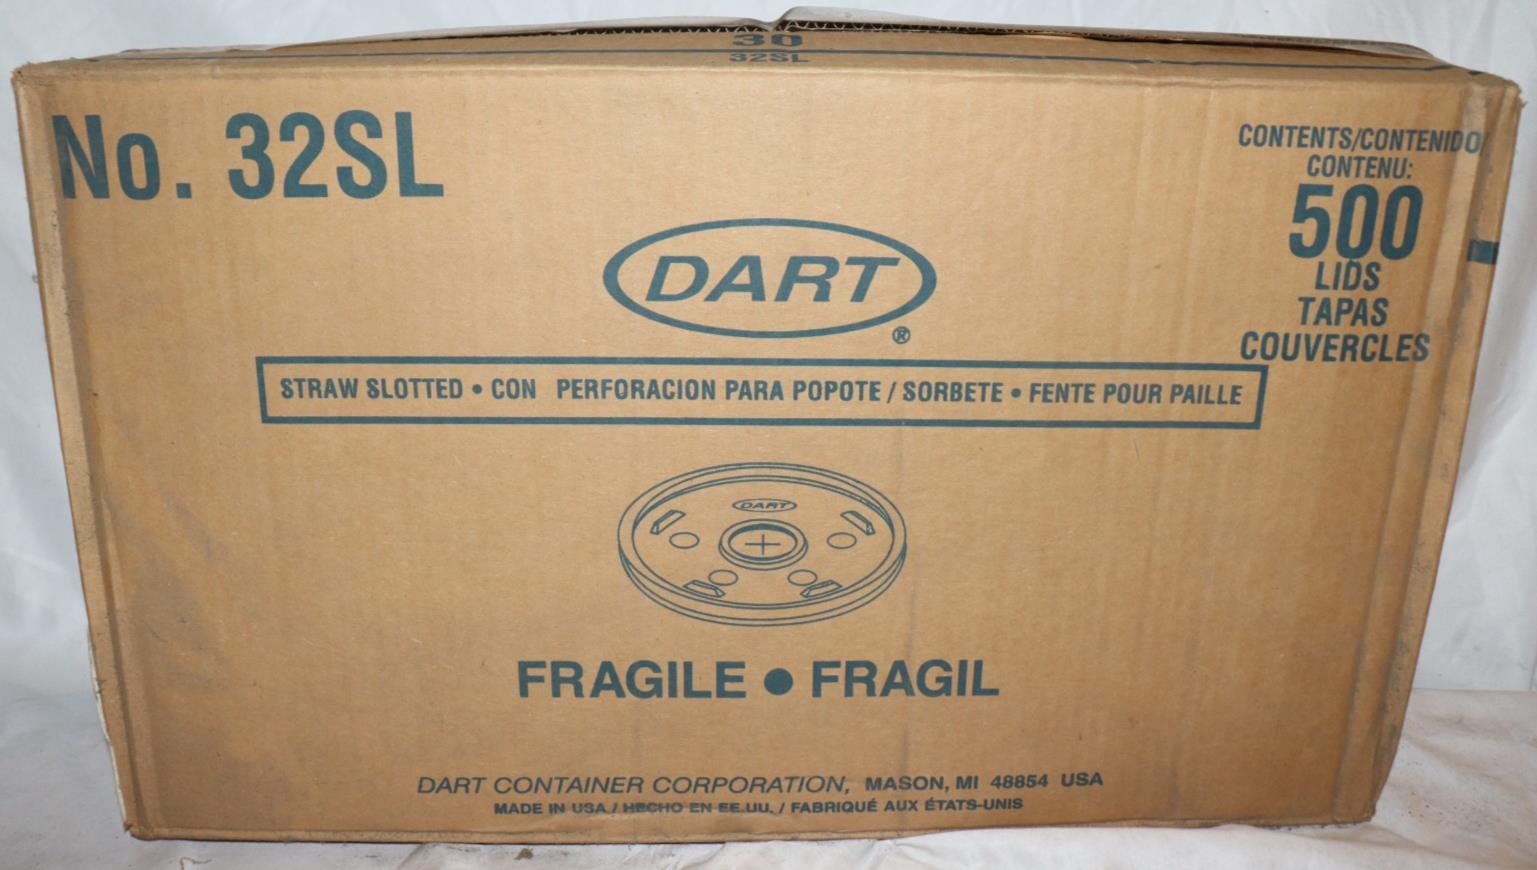 30
32SL
No. 32SL
CONTENTS/CONTENIDO/
CONTENU:
500
LIDS
TAPAS
COUVERCLES
DART
®
STRAW SLOTTED • CON PERFORACION PARA POPOTE / SORBETE • FENTE POUR PAILLE
DART
FRAGILE ● FRAGIL
DART CONTAINER CORPORATION, MASON, MI 48854 USA
MADE IN USA / HECHO EN EE.UU. / FABRIQUÉ AUX ÉTATS-UNIS